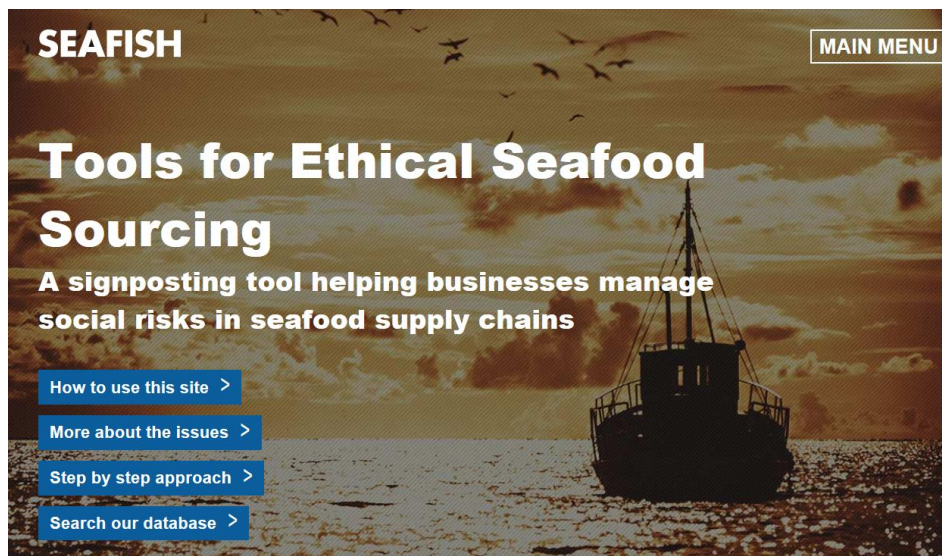 SEAFISH
MAIN MENU
Tools for Ethical Seafood
Sourcing
A signposting tool helping businesses manage
social risks in seafood supply chains
How to use this site >
More about the issues >
Step by step approach >
Search our database >